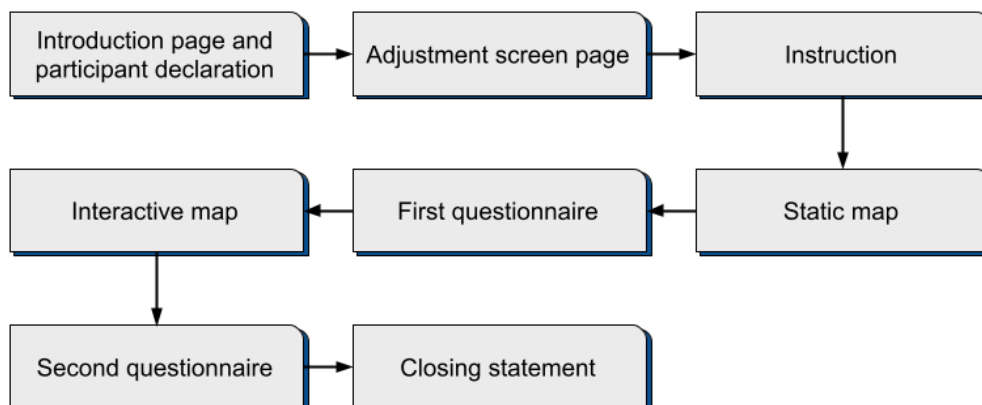 Introduction page and
participant declaration
Adjustment screen page
Instruction
Static map
First questionnaire
Interactive map
Second questionnaire
Closing statement